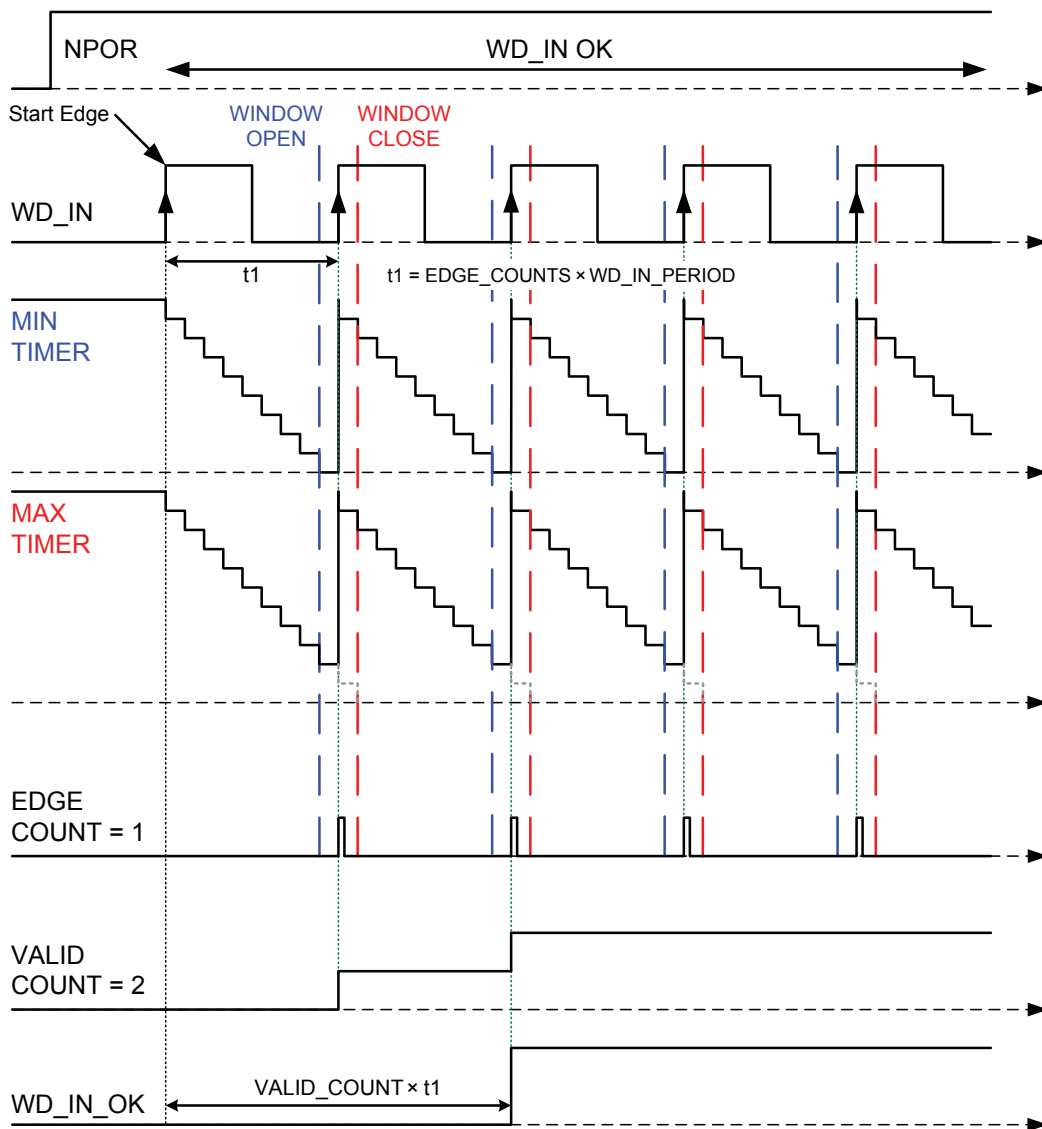 NPOR
WD_IN OK
Start Edge
WINDOW
OPEN
WINDOW
CLOSE
WD_IN
t1
t1 = EDGE_COUNTS × WD_IN_PERIOD
MIN
TIMER
MAX
TIMER
EDGE
COUNT = 1
VALID
COUNT = 2
VALID_COUNT × t1
WD_IN_OK